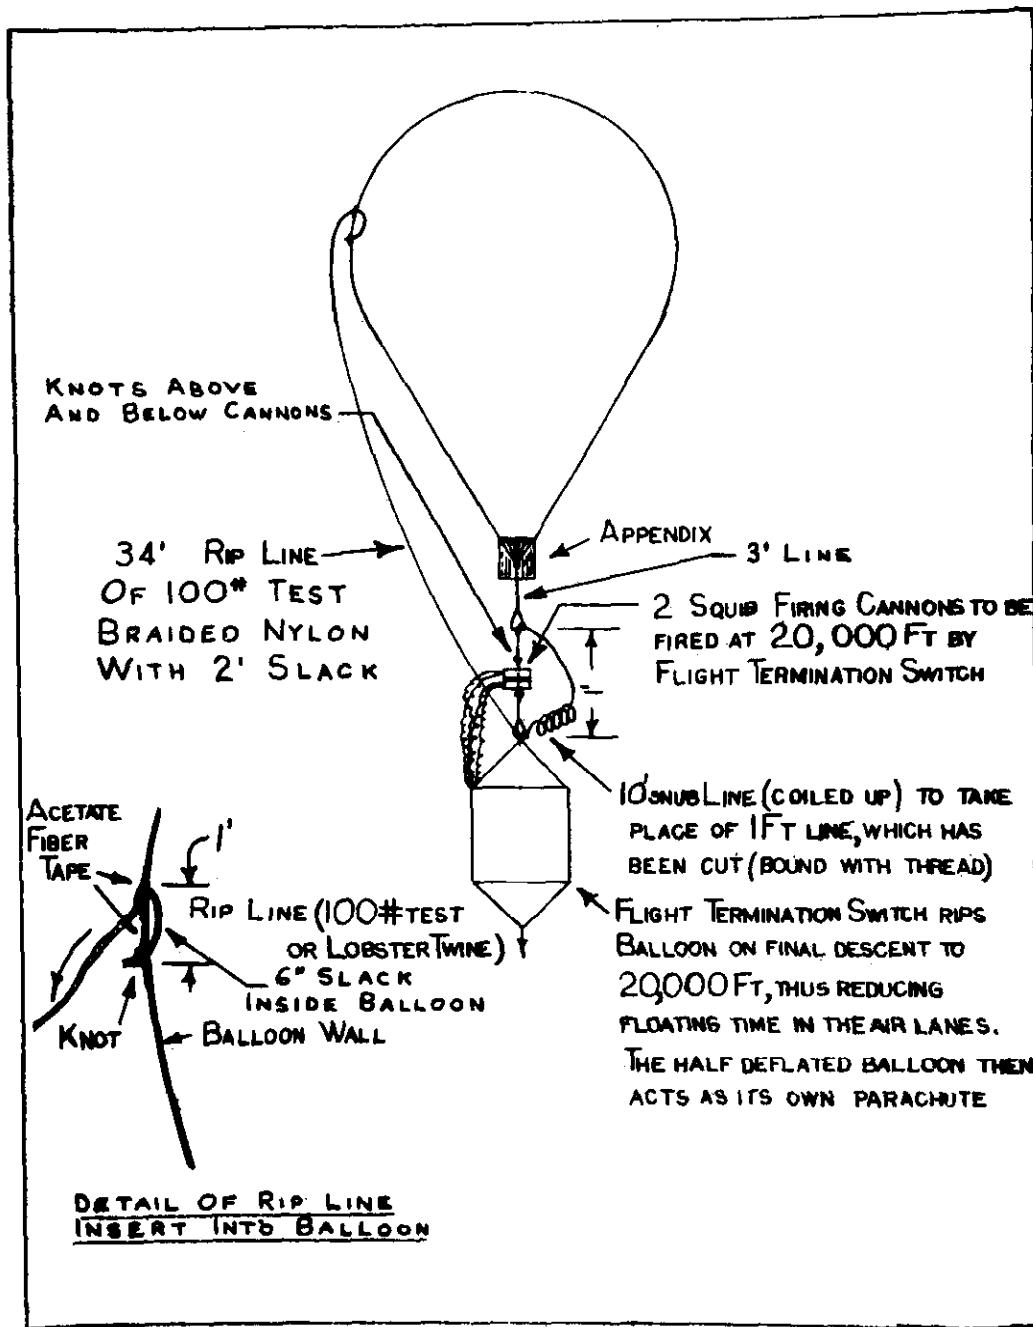 KNOTS ABOVE
AND BELOW CANNONS
34' RIP LINE
OF 100# TEST
BRAIDED NYLON
WITH 2' SLACK
APPENDIX
3' LINE
2 SQUIB FIRING CANNONS TO BE
FIRED AT 20,000 FT BY
FLIGHT TERMINATION SWITCH
10' SNUB LINE (COILED UP) TO TAKE
PLACE OF 1 FT LINE, WHICH HAS
BEEN CUT (BOUND WITH THREAD)
FLIGHT TERMINATION SWITCH RIPS
BALLOON ON FINAL DESCENT TO
20,000 FT, THUS REDUCING
FLOATING TIME IN THE AIR LANES.
THE HALF DEFLATED BALLOON THEN
ACTS AS ITS OWN PARACHUTE
ACETATE
FIBER
TAPE
1'
RIP LINE (100# TEST
OR LOBSTER TWINE)
6" SLACK
INSIDE BALLOON
KNOT
BALLOON WALL
DETAIL OF RIP LINE
INSERT INTO BALLOON